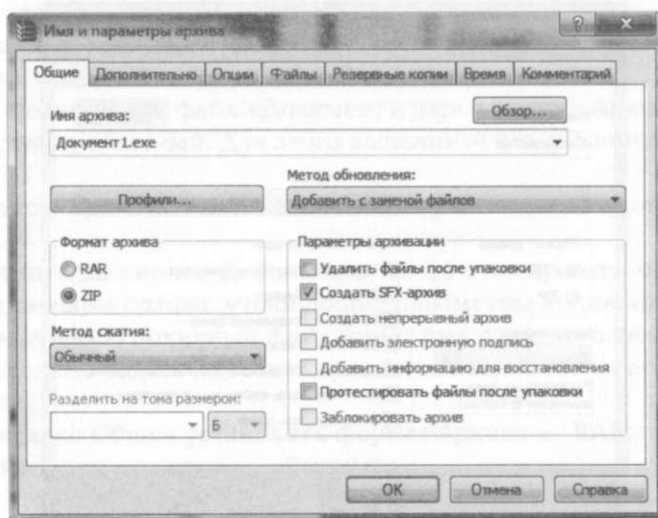 Имя и параметры архива
Общие Дополнительно Опции Файлы Резервные копии Время Комментарий
Имя архива:
Обзор...
Документ1.exe
Метод обновления:
Профили...
Добавить с заменой файлов
Формат архива
RAR
ZIP
Метод сжатия:
Обычный
Разделить на тома размером:
Б
Параметры архивации
Удалить файлы после упаковки
Создать SFX-архив
Создать непрерывный архив
Добавить электронную подпись
Добавить информацию для восстановления
Протестировать файлы после упаковки
Заблокировать архив
OK Отмена Справка